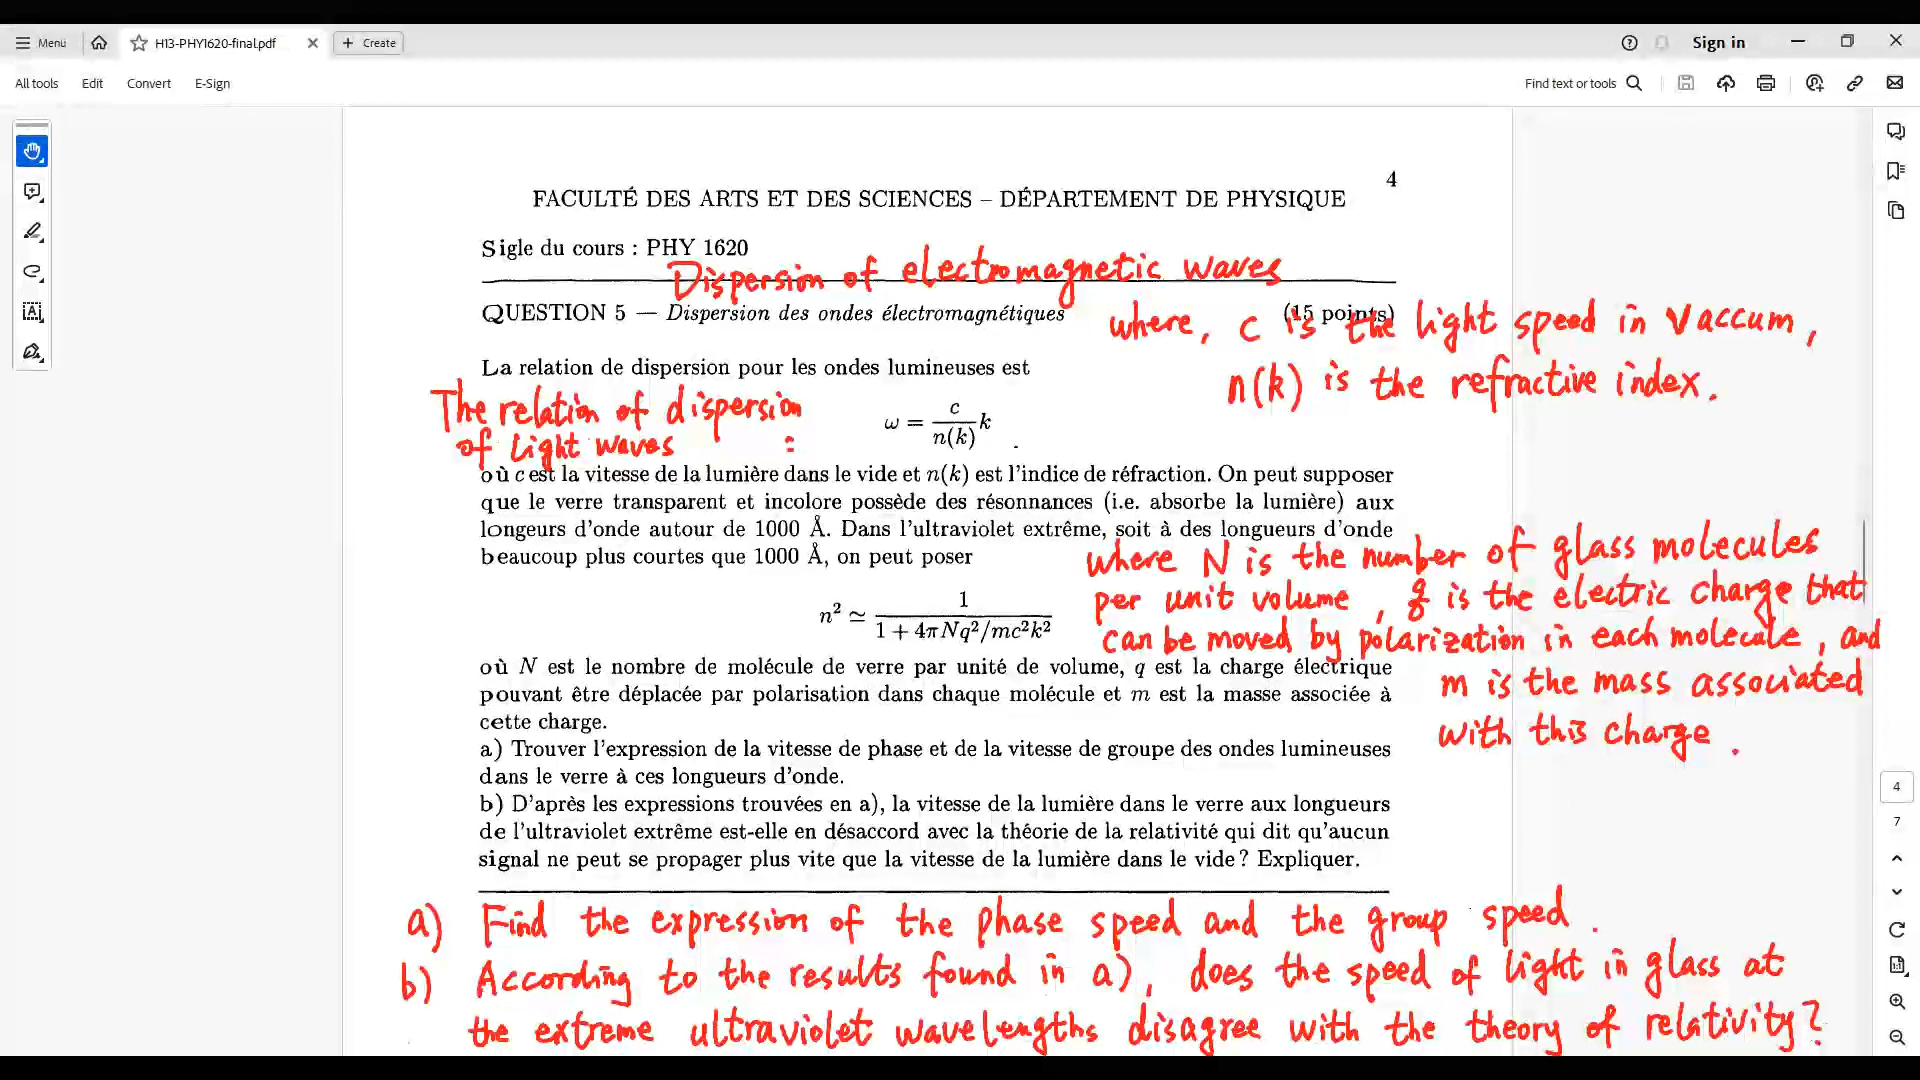 Menu
H13-PHY1620-final.pdf
Create
Sign in
All tools
Edit
Convert
E-Sign
Find text or tools
4
FACULTÉ DES ARTS ET DES SCIENCES – DÉPARTEMENT DE PHYSIQUE
Sigle du cours : PHY 1620
Dispersion of electromagnetic waves
QUESTION 5 — Dispersion des ondes électromagnétiques (15 points)
where, c is the light speed in vaccum,
La relation de dispersion pour les ondes lumineuses est
n(k) is the refractive index.
The relation of dispersion
of light waves :
ω = c/n(k) k
où c est la vitesse de la lumière dans le vide et n(k) est l'indice de réfraction. On peut supposer
que le verre transparent et incolore possède des résonnances (i.e. absorbe la lumière) aux
longeurs d'onde autour de 1000 Å. Dans l'ultraviolet extrême, soit à des longueurs d'onde
beaucoup plus courtes que 1000 Å, on peut poser
where N is the number of glass molecules
per unit volume, q is the electric charge that
can be moved by polarization in each molecule, and
m is the mass associated
with this charge.
n² ≃ 1/(1 + 4πNq²/mc²k²)
où N est le nombre de molécule de verre par unité de volume, q est la charge électrique
pouvant être déplacée par polarisation dans chaque molécule et m est la masse associée à
cette charge.
a) Trouver l'expression de la vitesse de phase et de la vitesse de groupe des ondes lumineuses
dans le verre à ces longueurs d'onde.
b) D'après les expressions trouvées en a), la vitesse de la lumière dans le verre aux longueurs
de l'ultraviolet extrême est-elle en désaccord avec la théorie de la relativité qui dit qu'aucun
signal ne peut se propager plus vite que la vitesse de la lumière dans le vide ? Expliquer.
a) Find the expression of the phase speed and the group speed.
b) According to the results found in a), does the speed of light in glass at
the extreme ultraviolet wavelengths disagree with the theory of relativity?
4
7